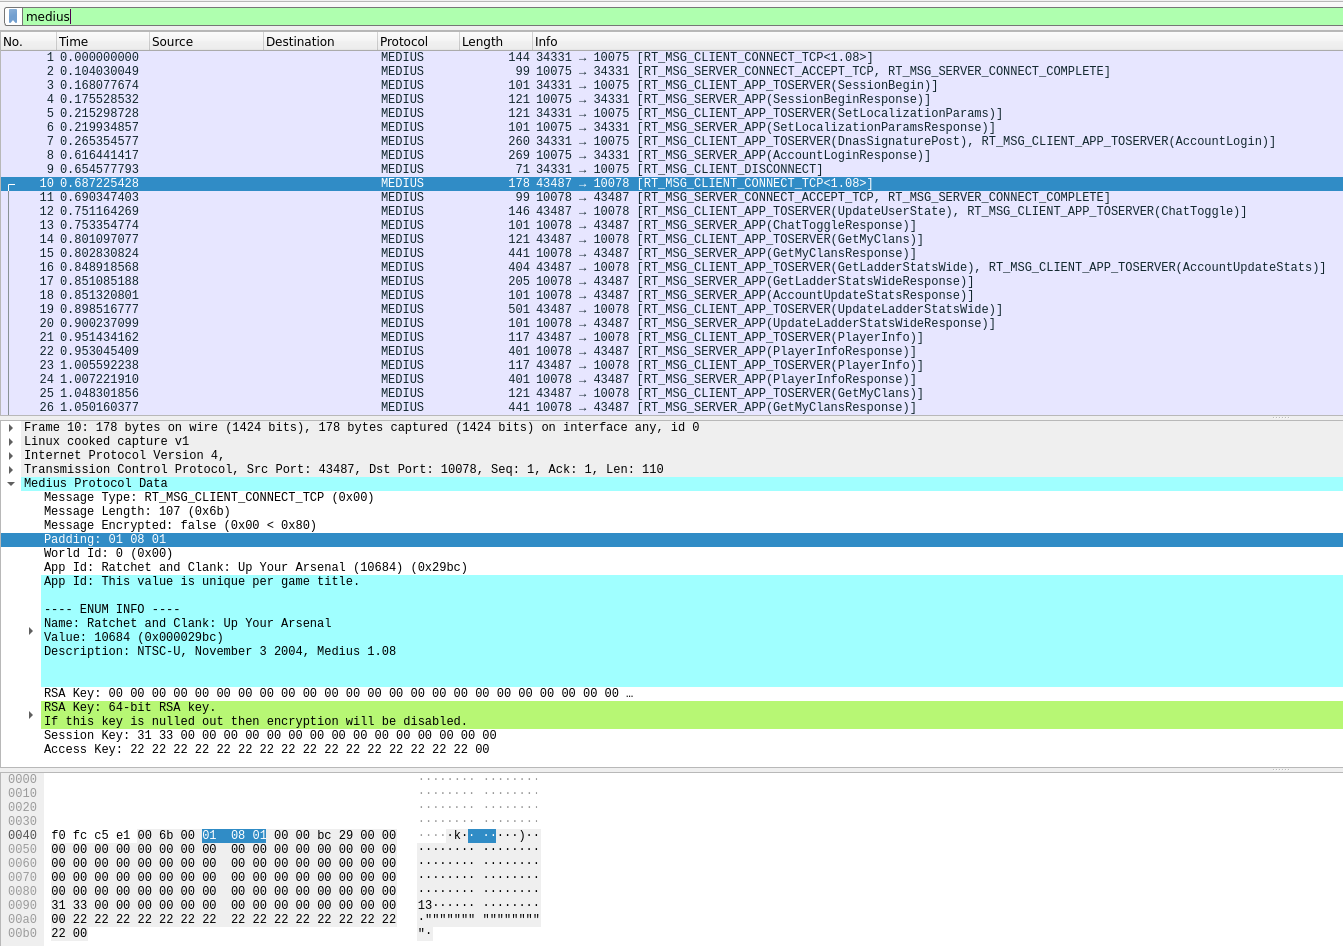 medius
No. Time Source Destination Protocol Length Info
1 0.000000000 MEDIUS 144 34331 → 10075 [RT_MSG_CLIENT_CONNECT_TCP<1.08>]
2 0.104030049 MEDIUS 99 10075 → 34331 [RT_MSG_SERVER_CONNECT_ACCEPT_TCP, RT_MSG_SERVER_CONNECT_COMPLETE]
3 0.168077674 MEDIUS 101 34331 → 10075 [RT_MSG_CLIENT_APP_TOSERVER(SessionBegin)]
4 0.175528532 MEDIUS 121 10075 → 34331 [RT_MSG_SERVER_APP(SessionBeginResponse)]
5 0.215298728 MEDIUS 121 34331 → 10075 [RT_MSG_CLIENT_APP_TOSERVER(SetLocalizationParams)]
6 0.219934857 MEDIUS 101 10075 → 34331 [RT_MSG_SERVER_APP(SetLocalizationParamsResponse)]
7 0.265354577 MEDIUS 260 34331 → 10075 [RT_MSG_CLIENT_APP_TOSERVER(DnasSignaturePost), RT_MSG_CLIENT_APP_TOSERVER(AccountLogin)]
8 0.616441417 MEDIUS 269 10075 → 34331 [RT_MSG_SERVER_APP(AccountLoginResponse)]
9 0.654577793 MEDIUS 71 34331 → 10075 [RT_MSG_CLIENT_DISCONNECT]
10 0.687225428 MEDIUS 178 43487 → 10078 [RT_MSG_CLIENT_CONNECT_TCP<1.08>]
11 0.690347403 MEDIUS 99 10078 → 43487 [RT_MSG_SERVER_CONNECT_ACCEPT_TCP, RT_MSG_SERVER_CONNECT_COMPLETE]
12 0.751164269 MEDIUS 146 43487 → 10078 [RT_MSG_CLIENT_APP_TOSERVER(UpdateUserState), RT_MSG_CLIENT_APP_TOSERVER(ChatToggle)]
13 0.753354774 MEDIUS 101 10078 → 43487 [RT_MSG_SERVER_APP(ChatToggleResponse)]
14 0.801097077 MEDIUS 121 43487 → 10078 [RT_MSG_CLIENT_APP_TOSERVER(GetMyClans)]
15 0.802830824 MEDIUS 441 10078 → 43487 [RT_MSG_SERVER_APP(GetMyClansResponse)]
16 0.848918568 MEDIUS 404 43487 → 10078 [RT_MSG_CLIENT_APP_TOSERVER(GetLadderStatsWide), RT_MSG_CLIENT_APP_TOSERVER(AccountUpdateStats)]
17 0.851085188 MEDIUS 205 10078 → 43487 [RT_MSG_SERVER_APP(GetLadderStatsWideResponse)]
18 0.851320801 MEDIUS 101 10078 → 43487 [RT_MSG_SERVER_APP(AccountUpdateStatsResponse)]
19 0.898516777 MEDIUS 501 43487 → 10078 [RT_MSG_CLIENT_APP_TOSERVER(UpdateLadderStatsWide)]
20 0.900237099 MEDIUS 101 10078 → 43487 [RT_MSG_SERVER_APP(UpdateLadderStatsWideResponse)]
21 0.951434162 MEDIUS 117 43487 → 10078 [RT_MSG_CLIENT_APP_TOSERVER(PlayerInfo)]
22 0.953045409 MEDIUS 401 10078 → 43487 [RT_MSG_SERVER_APP(PlayerInfoResponse)]
23 1.005592238 MEDIUS 117 43487 → 10078 [RT_MSG_CLIENT_APP_TOSERVER(PlayerInfo)]
24 1.007221910 MEDIUS 401 10078 → 43487 [RT_MSG_SERVER_APP(PlayerInfoResponse)]
25 1.048301856 MEDIUS 121 43487 → 10078 [RT_MSG_CLIENT_APP_TOSERVER(GetMyClans)]
26 1.050160377 MEDIUS 441 10078 → 43487 [RT_MSG_SERVER_APP(GetMyClansResponse)]
Frame 10: 178 bytes on wire (1424 bits), 178 bytes captured (1424 bits) on interface any, id 0
Linux cooked capture v1
Internet Protocol Version 4,
Transmission Control Protocol, Src Port: 43487, Dst Port: 10078, Seq: 1, Ack: 1, Len: 110
Medius Protocol Data
Message Type: RT_MSG_CLIENT_CONNECT_TCP (0x00)
Message Length: 107 (0x6b)
Message Encrypted: false (0x00 < 0x80)
Padding: 01 08 01
World Id: 0 (0x00)
App Id: Ratchet and Clank: Up Your Arsenal (10684) (0x29bc)
App Id: This value is unique per game title.
---- ENUM INFO ----
Name: Ratchet and Clank: Up Your Arsenal
Value: 10684 (0x000029bc)
Description: NTSC-U, November 3 2004, Medius 1.08
RSA Key: 00 00 00 00 00 00 00 00 00 00 00 00 00 00 00 00 00 00 00 00 00 00 00 00 …
RSA Key: 64-bit RSA key.
If this key is nulled out then encryption will be disabled.
Session Key: 31 33 00 00 00 00 00 00 00 00 00 00 00 00 00 00 00
Access Key: 22 22 22 22 22 22 22 22 22 22 22 22 22 22 22 22 00
0000 ········ ········
0010 ········ ········
0020 ········ ········
0030 ········ ········
0040 f0 fc c5 e1 00 6b 00 01 08 01 00 00 bc 29 00 00 ·····k·· ·····)··
0050 00 00 00 00 00 00 00 00 00 00 00 00 00 00 00 00 ········ ········
0060 00 00 00 00 00 00 00 00 00 00 00 00 00 00 00 00 ········ ········
0070 00 00 00 00 00 00 00 00 00 00 00 00 00 00 00 00 ········ ········
0080 00 00 00 00 00 00 00 00 00 00 00 00 00 00 00 00 ········ ········
0090 31 33 00 00 00 00 00 00 00 00 00 00 00 00 00 00 13······ ········
00a0 00 22 22 22 22 22 22 22 22 22 22 22 22 22 22 22 ·""""""" """"""""
00b0 22 00 "·